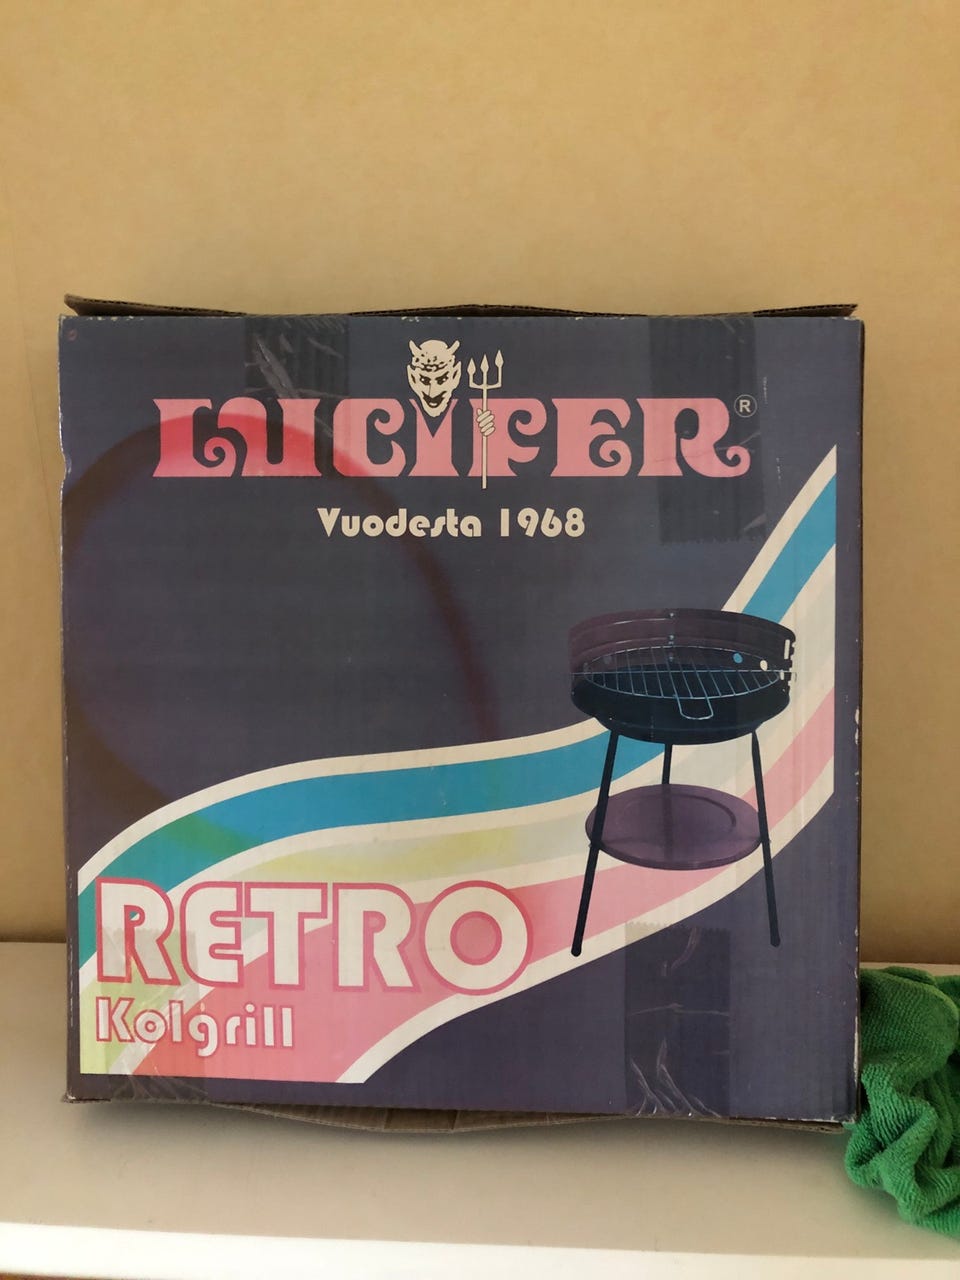 LUCIFER®
Vuodesta 1968
RETRO
Kolgrill